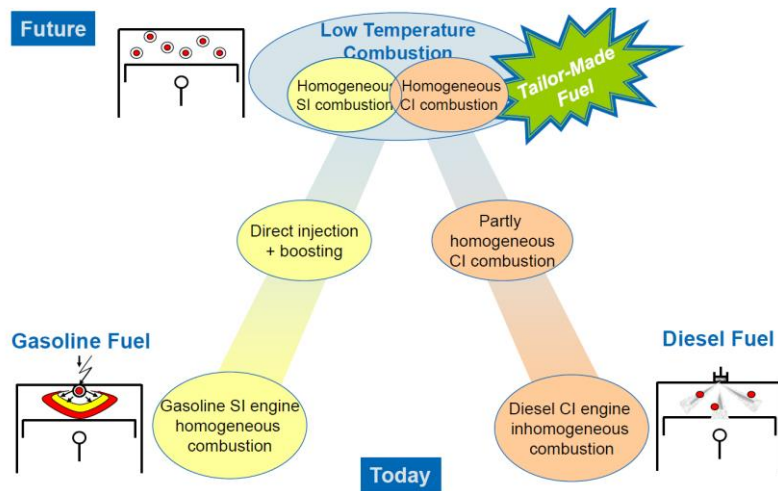 Future
Low Temperature
Combustion
Homogeneous
SI combustion
Homogeneous
CI combustion
Tailor-Made
Fuel
Direct injection
+ boosting
Partly
homogeneous
CI combustion
Gasoline Fuel
Diesel Fuel
Gasoline SI engine
homogeneous
combustion
Diesel CI engine
inhomogeneous
combustion
Today